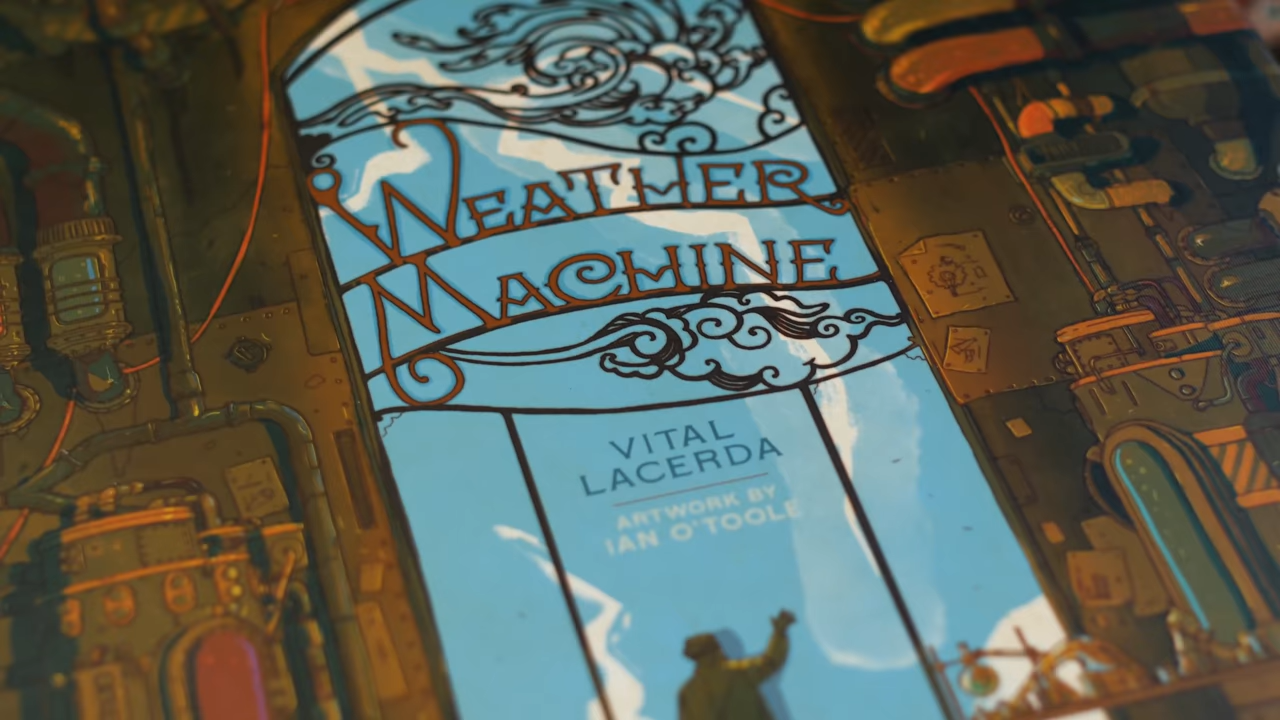 WEATHER
MACHINE
VITAL
LACERDA
ARTWORK BY
IAN O'TOOLE